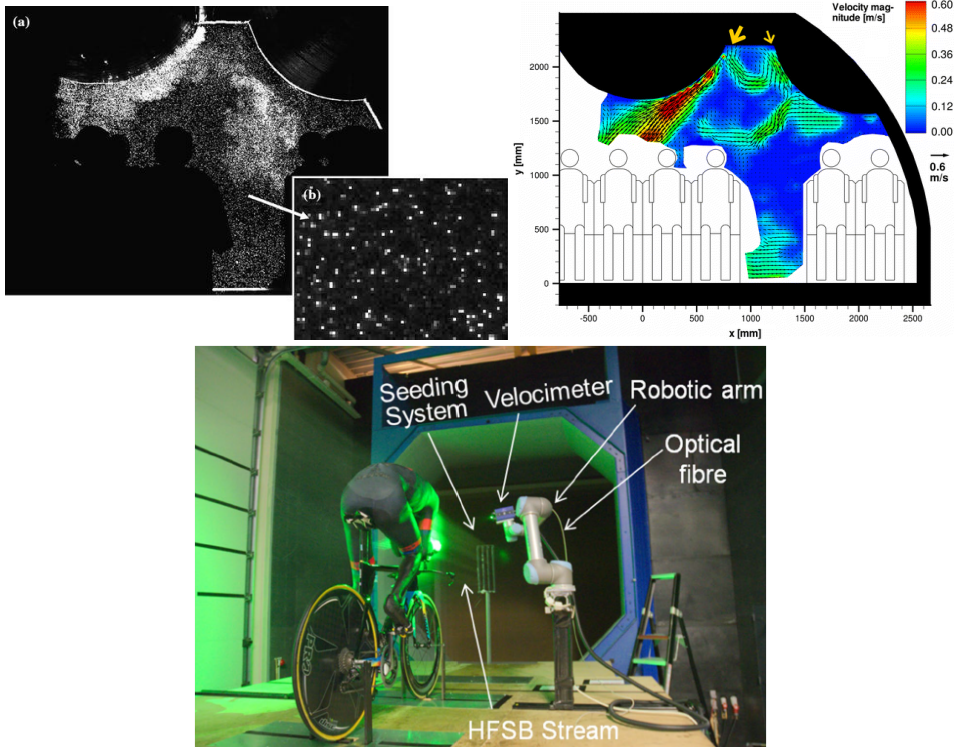 (a)
(b)
Velocity mag-
nitude [m/s]
0.60
0.48
0.36
0.24
0.12
0.00
0.6
m/s
y [mm]
2000
1500
1000
500
0
-500
0
500
1000
1500
2000
2500
x [mm]
Seeding
System
Velocimeter
Robotic arm
Optical
fibre
PRO
HFSB Stream